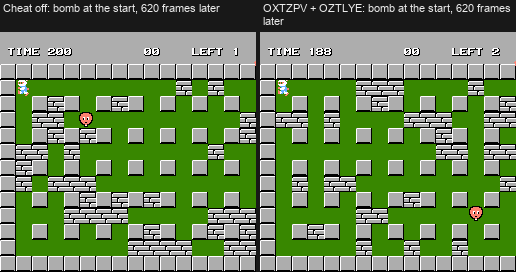 Cheat off: bomb at the start, 620 frames later
OXTZPV + OZTLYE: bomb at the start, 620 frames
later
TIME 200 00 LEFT 1
TIME 188 00 LEFT 2